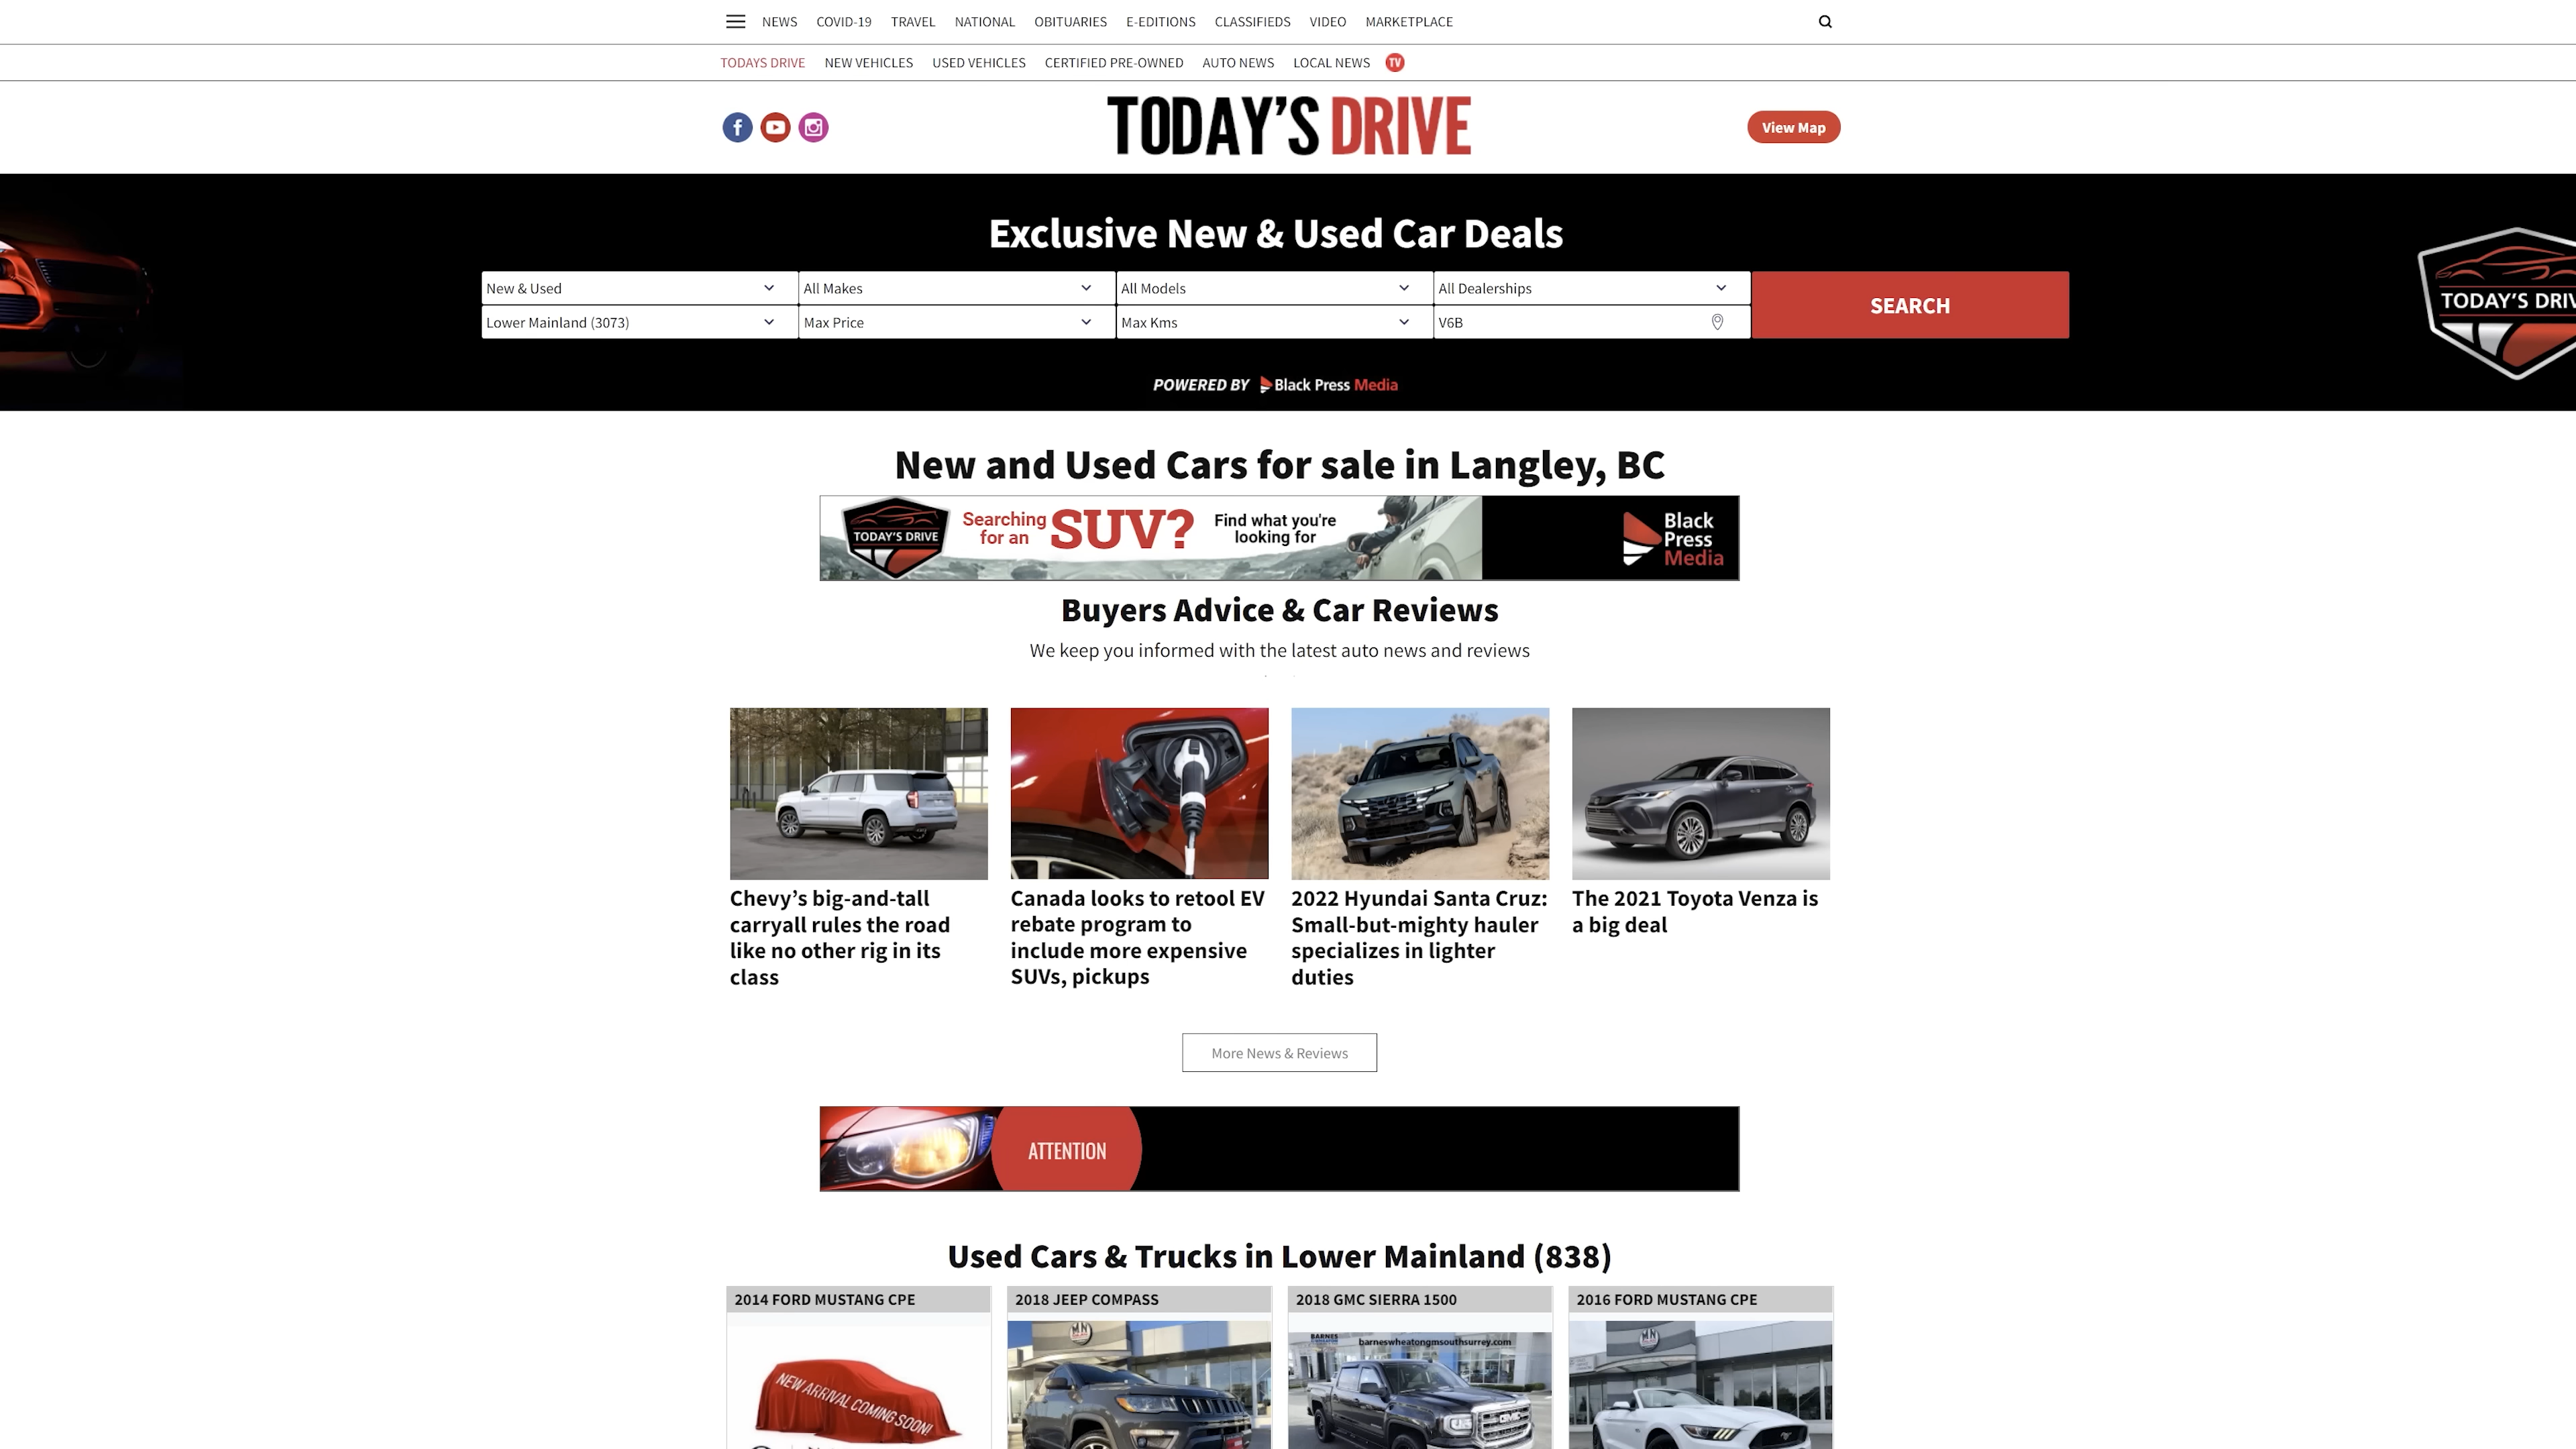 NEWS COVID-19 TRAVEL NATIONAL OBITUARIES E-EDITIONS CLASSIFIEDS VIDEO MARKETPLACE
TODAYS DRIVE NEW VEHICLES USED VEHICLES CERTIFIED PRE-OWNED AUTO NEWS LOCAL NEWS TV
TODAY'S DRIVE
View Map
Exclusive New & Used Car Deals
New & Used All Makes All Models All Dealerships
SEARCH
Lower Mainland (3073) Max Price Max Kms V6B
TODAY'S
POWERED BY Black Press Media
New and Used Cars for sale in Langley, BC
TODAY'S DRIVE
Searching
for an
SUV?
Find what you're
looking for
Black
Press
Media
Buyers Advice & Car Reviews
We keep you informed with the latest auto news and reviews
Chevy’s big-and-tall
carryall rules the road
like no other rig in its
class
Canada looks to retool EV
rebate program to
include more expensive
SUVs, pickups
2022 Hyundai Santa Cruz:
Small-but-mighty hauler
specializes in lighter
duties
The 2021 Toyota Venza is
a big deal
More News & Reviews
ATTENTION
Used Cars & Trucks in Lower Mainland (838)
2014 FORD MUSTANG CPE
2018 JEEP COMPASS
2018 GMC SIERRA 1500
2016 FORD MUSTANG CPE
NEW ARRIVAL COMING SOON!
BARNES
barneswheatongmsouthsurrey.com
GMC